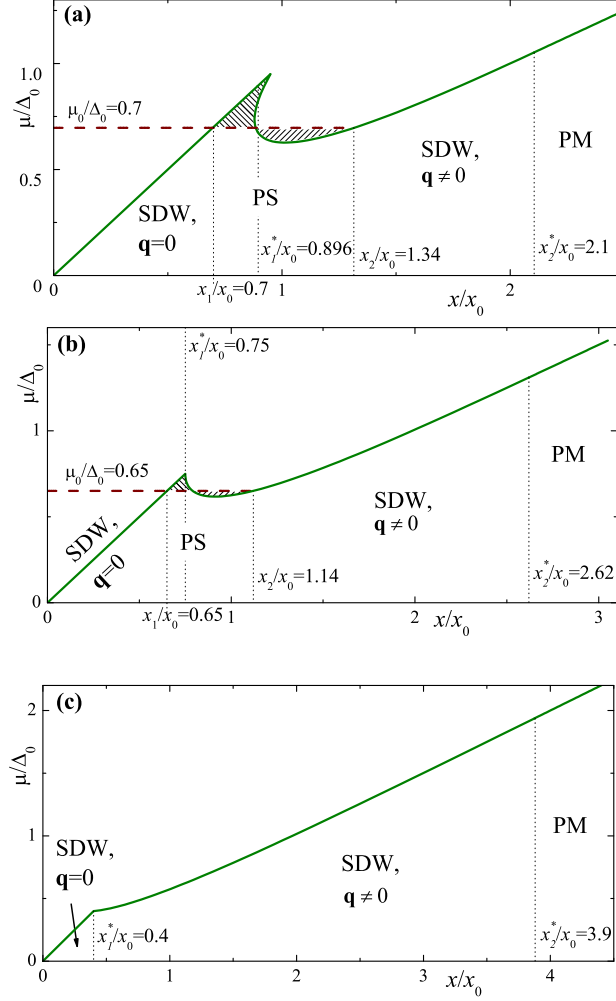 (a)
μ/Δ0
1.0
0.5
0
μ0/Δ0=0.7
SDW,
q=0
PS
SDW,
q ≠ 0
PM
x1*/x0=0.896
x2/x0=1.34
x2*/x0=2.1
x1/x0=0.7
0
1
2
x/x0
(b)
μ/Δ0
1
0
x1*/x0=0.75
μ0/Δ0=0.65
SDW,
q=0
PS
SDW,
q ≠ 0
PM
x2/x0=1.14
x2*/x0=2.62
x1/x0=0.65
0
1
2
3
x/x0
(c)
μ/Δ0
2
1
0
SDW,
q=0
SDW,
q ≠ 0
PM
x1*/x0=0.4
x2*/x0=3.9
0
1
2
3
4
x/x0